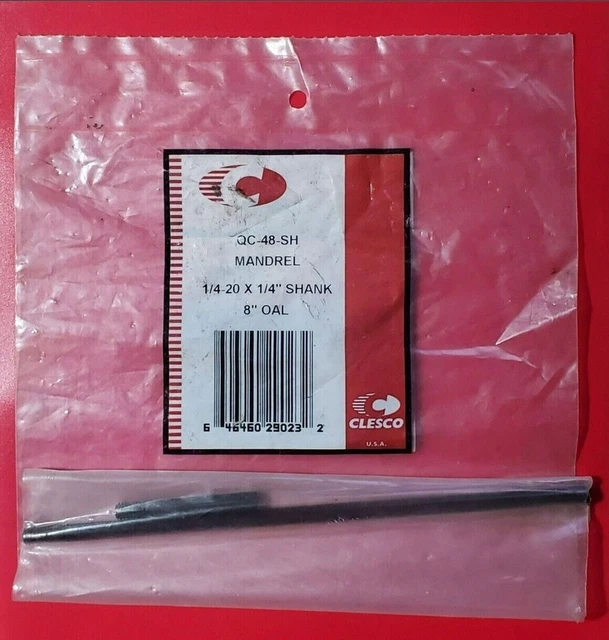 QC-48-SH
MANDREL
1/4-20 X 1/4" SHANK
8" OAL
6 46460 29023 2
CLESCO
U.S.A.